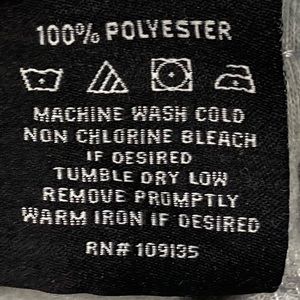 100% POLYESTER
MACHINE WASH COLD
NON CHLORINE BLEACH
IF DESIRED
TUMBLE DRY LOW
REMOVE PROMPTLY
WARM IRON IF DESIRED
RN# 109135